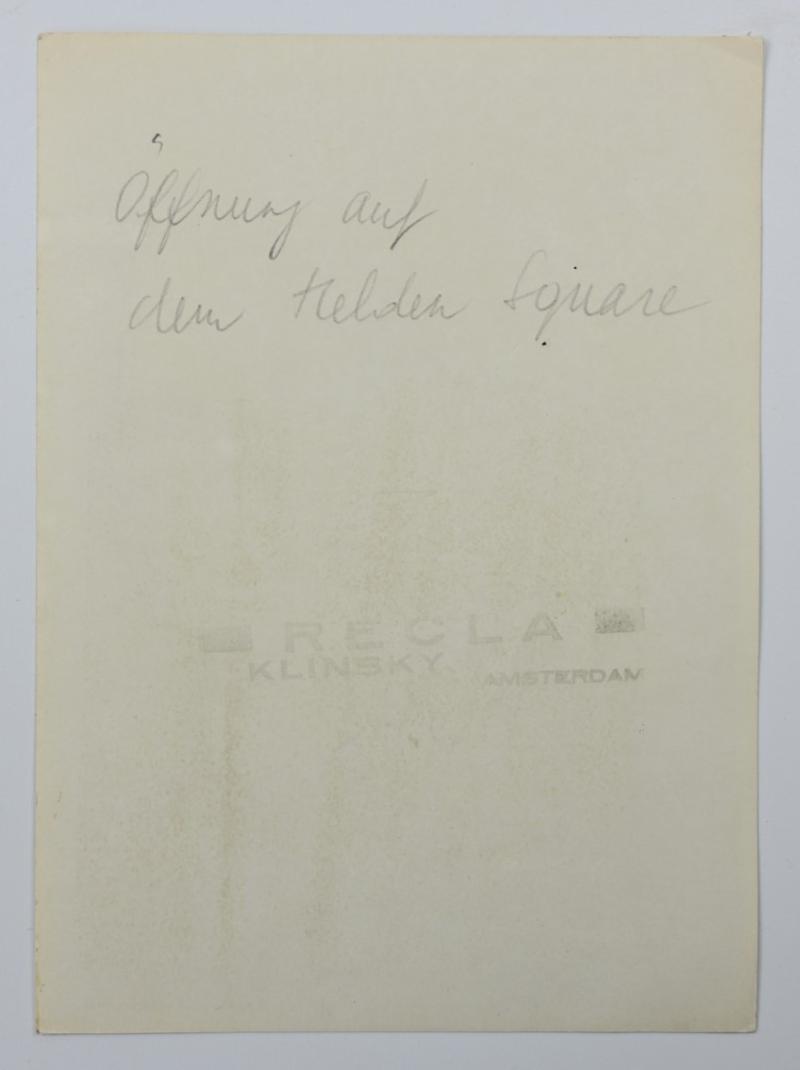 Öffnung auf
dem Helden Square
RECLA
KLINSKY. AMSTERDAM